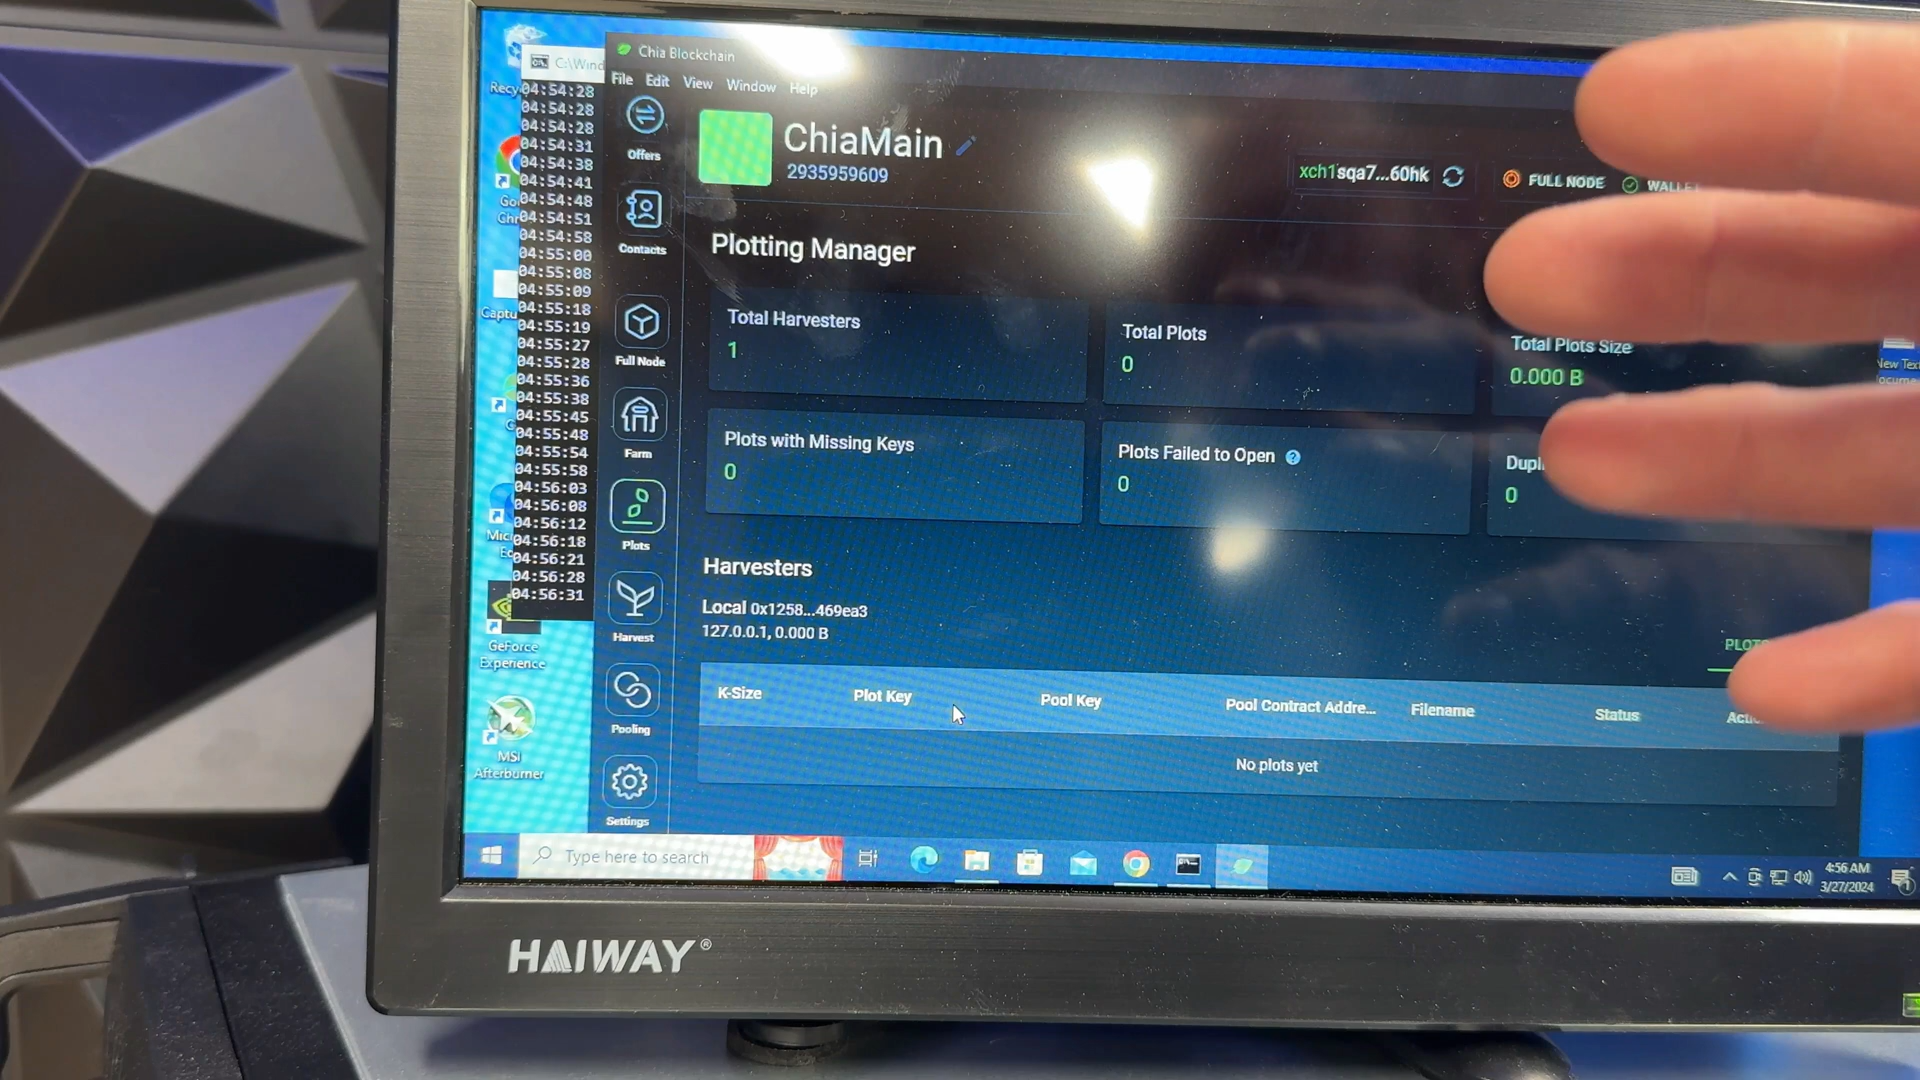 Chia Blockchain
C:\Wind
File Edit View Window Help
04:54:28
04:54:28
04:54:28
04:54:31
04:54:38
04:54:41
04:54:48
04:54:51
04:54:58
04:55:00
04:55:08
04:55:09
04:55:18
04:55:19
04:55:27
04:55:28
04:55:36
04:55:38
04:55:45
04:55:48
04:55:54
04:55:58
04:56:03
04:56:08
04:56:12
04:56:18
04:56:21
04:56:28
04:56:31
GeForce
Experience
MSI
Afterburner
Offers
Contacts
Full Node
Farm
Plots
Harvest
Pooling
Settings
ChiaMain
2935959609
xch1sqa7...60hk
FULL NODE
Plotting Manager
Total Harvesters
1
Total Plots
0
Total Plots Size
0.000 B
Plots with Missing Keys
0
Plots Failed to Open ?
0
Dupl
0
Harvesters
Local 0x1258...469ea3
127.0.0.1, 0.000 B
PLOTS
K-Size Plot Key Pool Key Pool Contract Addre... Filename Status
No plots yet
New Text
Type here to search
4:56 AM
3/27/2024
HAIWAY®